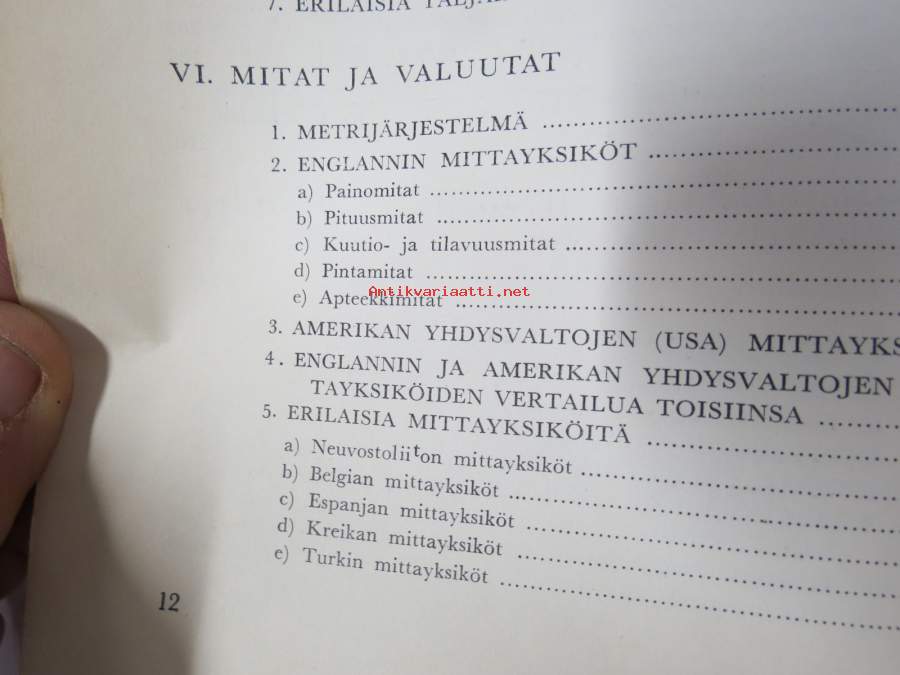 7. ERILAISIA
VI. MITAT JA VALUUTAT
1. METRIJÄRJESTELMÄ
2. ENGLANNIN MITTAYKSIKÖT
a) Painomitat
b) Pituusmitat
c) Kuutio- ja tilavuusmitat
d) Pintamitat
Antikvariaatti.net
e) Apteekkimitat
3. AMERIKAN YHDYSVALTOJEN (USA) MITTAYKS
4. ENGLANNIN JA AMERIKAN YHDYSVALTOJEN
TAYKSIKÖIDEN VERTAILUA TOISIINSA
5. ERILAISIA MITTAYKSIKÖITÄ
a) Neuvostoliiton mittayksiköt
b) Belgian mittayksiköt
c) Espanjan mittayksiköt
d) Kreikan mittayksiköt
e) Turkin mittayksiköt
12